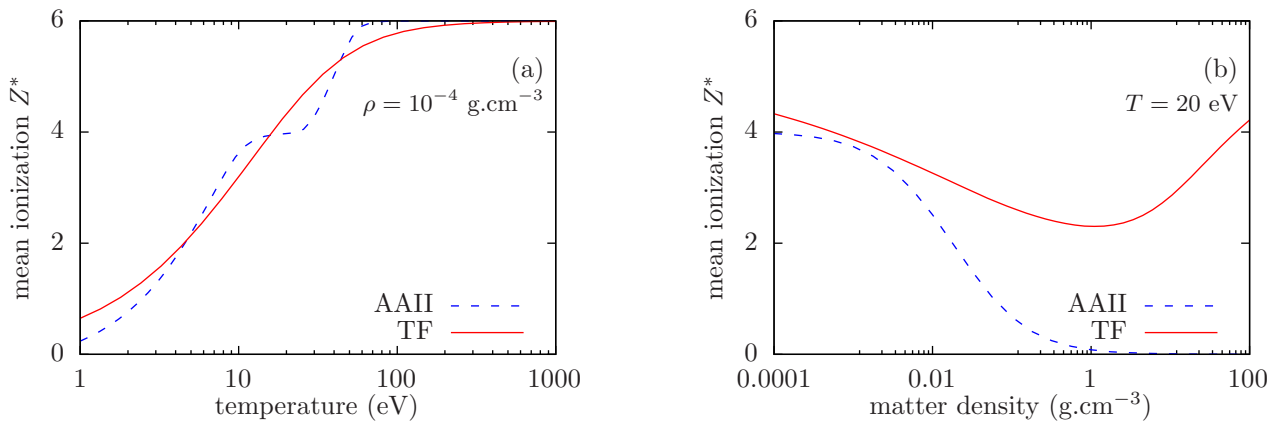 6
4
2
0
mean ionization Z*
(a)
ρ = 10⁻⁴ g.cm⁻³
AAII
TF
1
10
100
1000
temperature (eV)
6
4
2
0
mean ionization Z*
(b)
T = 20 eV
AAII
TF
0.0001
0.01
1
100
matter density (g.cm⁻³)